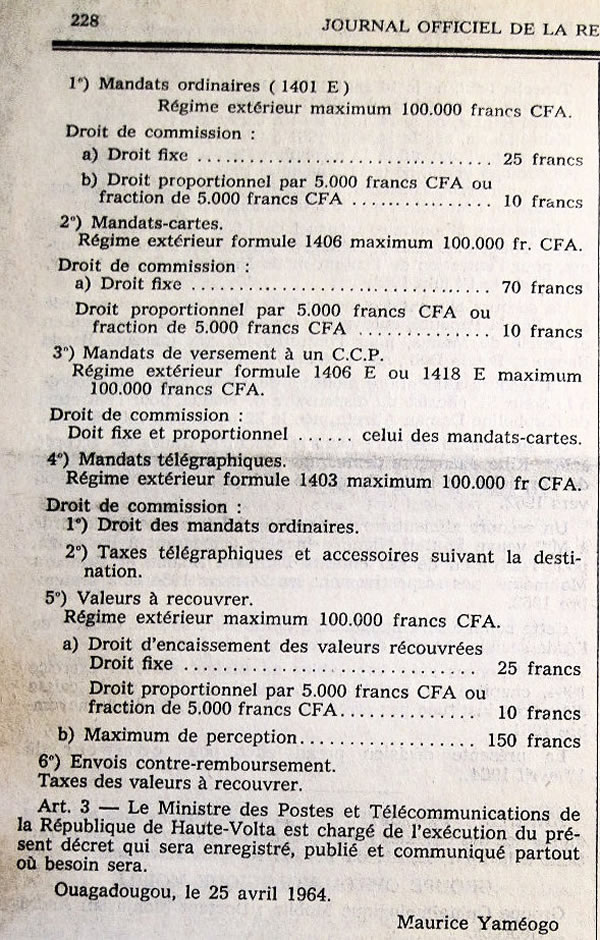 228
JOURNAL OFFICIEL DE LA RE
1°) Mandats ordinaires ( 1401 E )
Régime extérieur maximum 100.000 francs CFA.
Droit de commission :
a) Droit fixe .............................. 25 francs
b) Droit proportionnel par 5.000 francs CFA ou
fraction de 5.000 francs CFA ................ 10 francs
2°) Mandats-cartes.
Régime extérieur formule 1406 maximum 100.000 fr. CFA.
Droit de commission :
a) Droit fixe .............................. 70 francs
Droit proportionnel par 5.000 francs CFA ou
fraction de 5.000 francs CFA ............... 10 francs
3°) Mandats de versement à un C.C.P.
Régime extérieur formule 1406 E ou 1418 E maximum
100.000 francs CFA.
Droit de commission :
Doit fixe et proportionnel ...... celui des mandats-cartes.
4°) Mandats télégraphiques.
Régime extérieur formule 1403 maximum 100.000 fr CFA.
Droit de commission :
1°) Droit des mandats ordinaires.
2°) Taxes télégraphiques et accessoires suivant la desti-
nation.
5°) Valeurs à recouvrer.
Régime extérieur maximum 100.000 francs CFA.
a) Droit d'encaissement des valeurs récouvrées
Droit fixe .............................. 25 francs
Droit proportionnel par 5.000 francs CFA ou
fraction de 5.000 francs CFA............... 10 francs
b) Maximum de perception.................. 150 francs
6°) Envois contre-remboursement.
Taxes des valeurs à recouvrer.
Art. 3 — Le Ministre des Postes et Télécommunications de
la République de Haute-Volta est chargé de l'exécution du pré-
sent décret qui sera enregistré, publié et communiqué partout
où besoin sera.
Ouagadougou, le 25 avril 1964.
Maurice Yaméogo